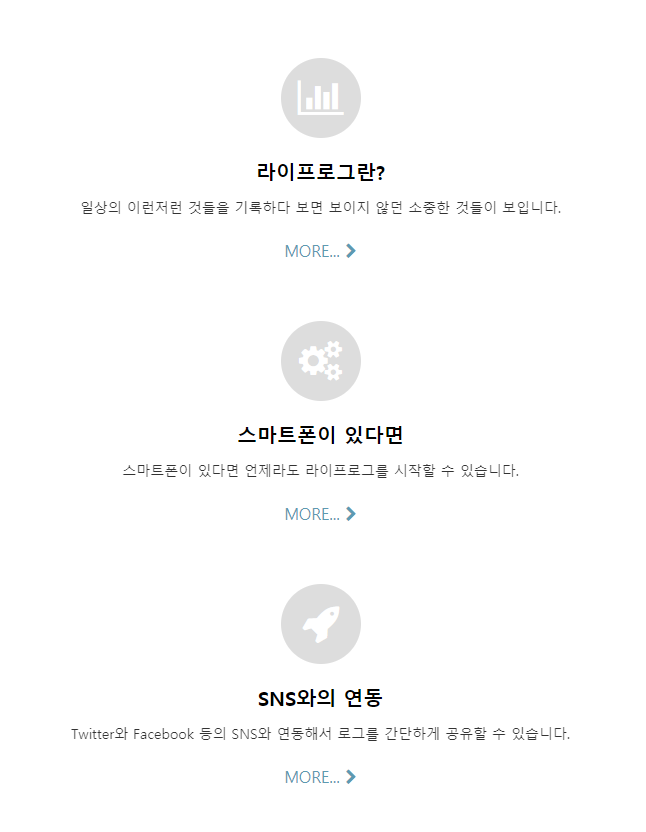 라이프로그란?
일상의 이런저런 것들을 기록하다 보면 보이지 않던 소중한 것들이 보입니다.
MORE...
스마트폰이 있다면
스마트폰이 있다면 언제라도 라이프로그를 시작할 수 있습니다.
MORE...
SNS와의 연동
Twitter와 Facebook 등의 SNS와 연동해서 로그를 간단하게 공유할 수 있습니다.
MORE...